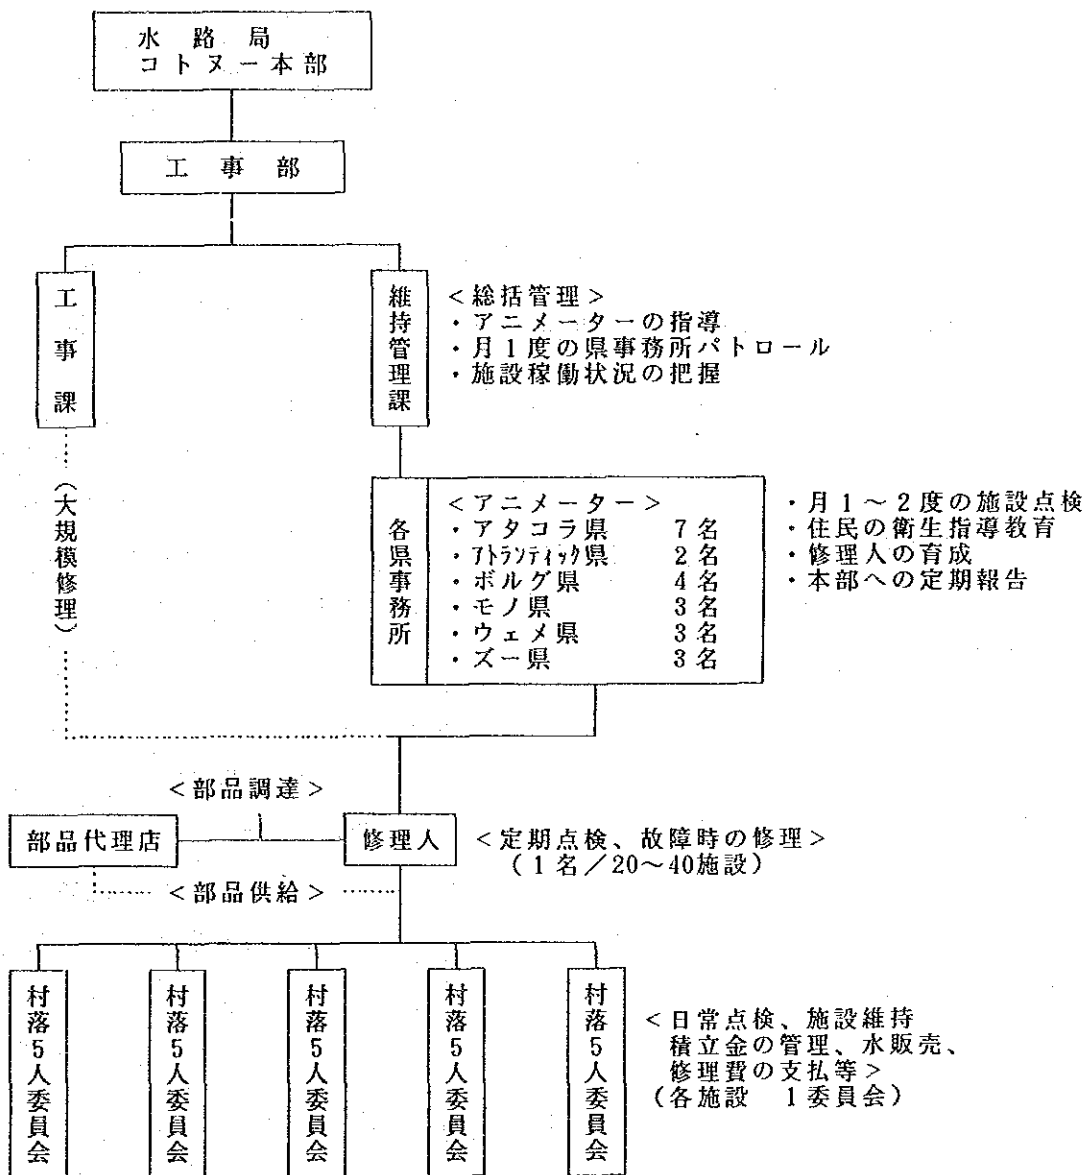 水路局
コトヌー本部
工事部
工事課
維持管理課
＜総括管理＞
・アニメーターの指導
・月1度の県事務所パトロール
・施設稼働状況の把握
（大規模修理）
各県事務所
＜アニメーター＞
・アタコラ県 7名
・アトランティック県 2名
・ボルグ県 4名
・モノ県 3名
・ウェメ県 3名
・ズー県 3名
・月1～2度の施設点検
・住民の衛生指導教育
・修理人の育成
・本部への定期報告
＜部品調達＞
部品代理店
修理人
＜定期点検、故障時の修理＞
（1名／20～40施設）
＜部品供給＞
村落5人委員会
村落5人委員会
村落5人委員会
村落5人委員会
村落5人委員会
＜日常点検、施設維持
積立金の管理、水販売、
修理費の支払等＞
（各施設 1委員会）